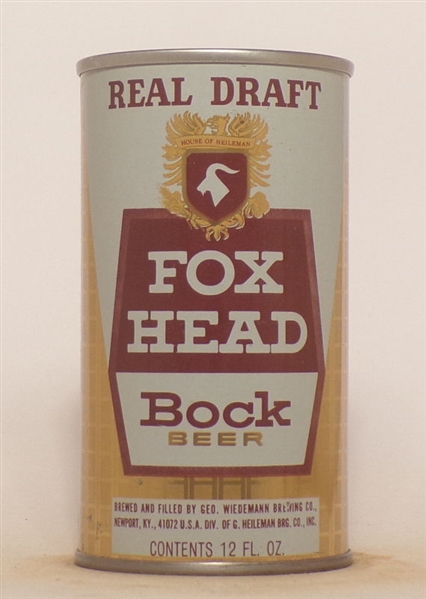 REAL DRAFT
HOUSE OF HEILEMAN
FOX
HEAD
Bock
BEER
BREWED AND FILLED BY GEO. WIEDEMANN BREWING CO.,
NEWPORT, KY., 41072 U.S.A. DIV. OF G. HEILEMAN BRG. CO., INC.
CONTENTS 12 FL. OZ.